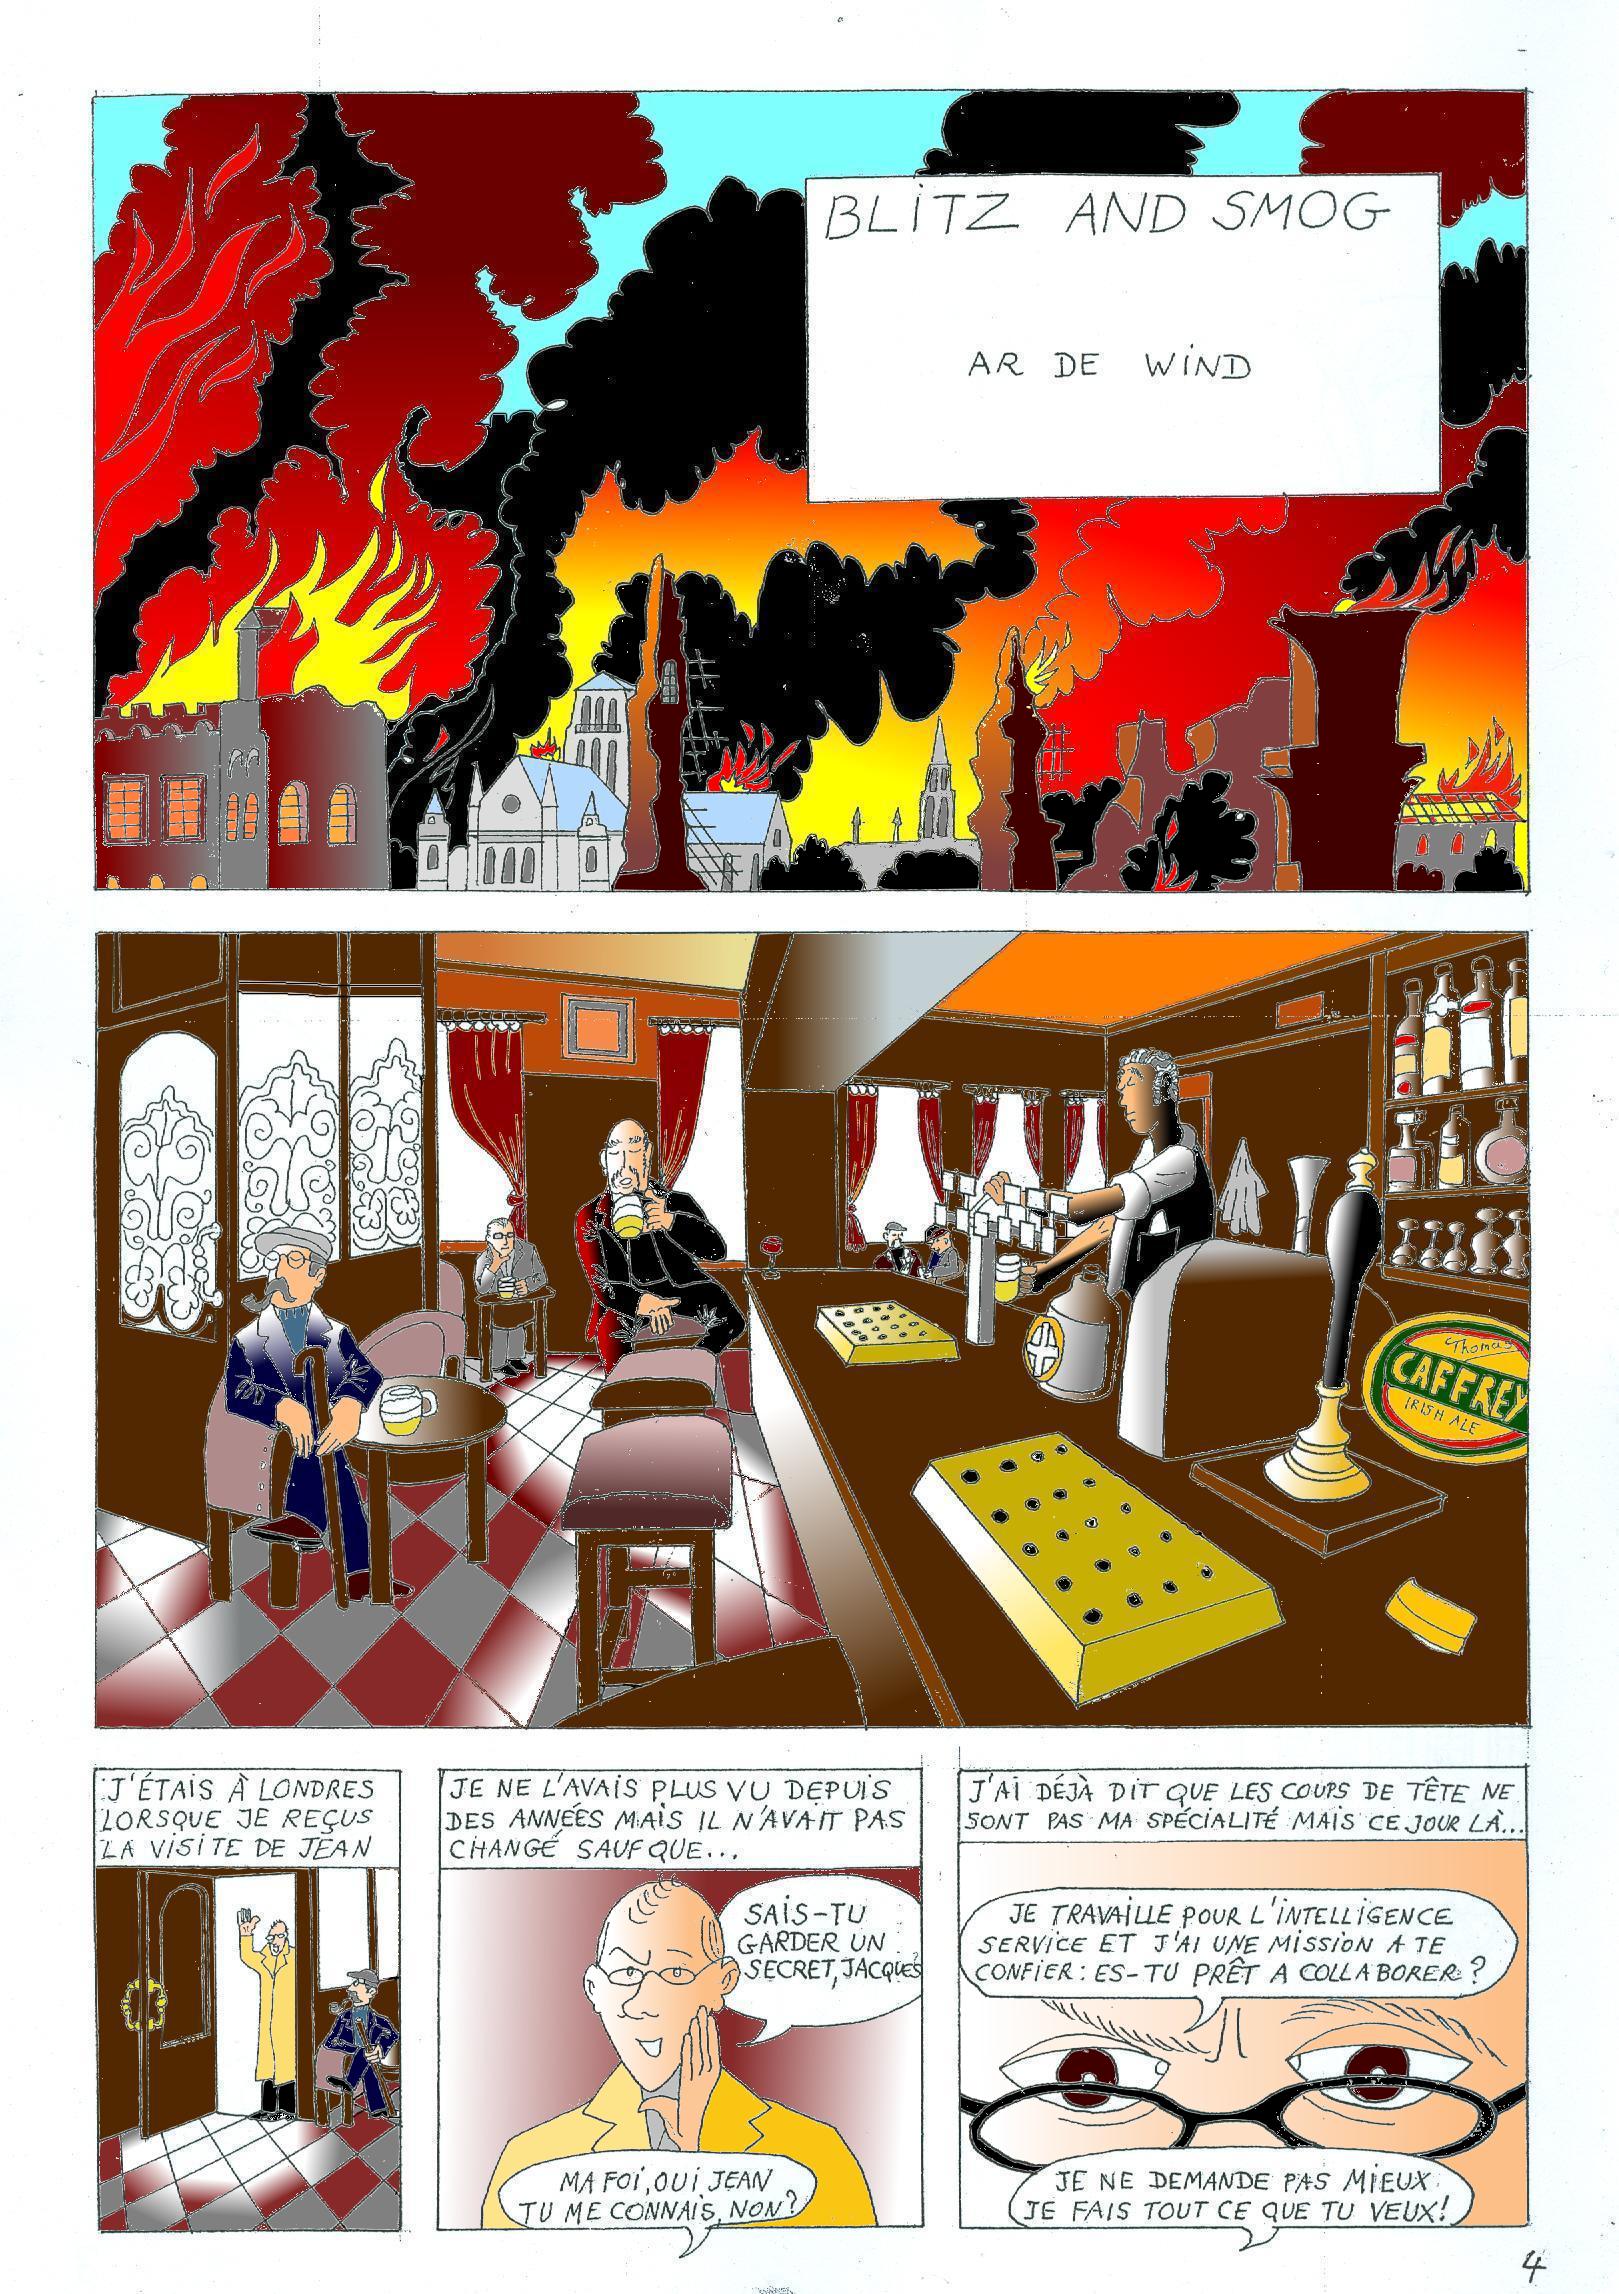 BLITZ AND SMOG
AR DE WIND
Thomas
CAFFREY
IRISH ALE
J'ÉTAIS À LONDRES
LORSQUE JE REÇUS
LA VISITE DE JEAN
JE NE L'AVAIS PLUS VU DEPUIS
DES ANNÉES MAIS IL N'AVAIT PAS
CHANGÉ SAUF QUE...
SAIS-TU
GARDER UN
SECRET, JACQUES
MA FOI, OUI JEAN
TU ME CONNAIS, NON?
J'AI DÉJÀ DIT QUE LES COUPS DE TÊTE NE
SONT PAS MA SPÉCIALITÉ MAIS CE JOUR LÀ...
JE TRAVAILLE POUR L'INTELLIGENCE
SERVICE ET J'AI UNE MISSION A TE
CONFIER: ES-TU PRÊT A COLLABORER?
JE NE DEMANDE PAS MIEUX.
JE FAIS TOUT CE QUE TU VEUX!
4